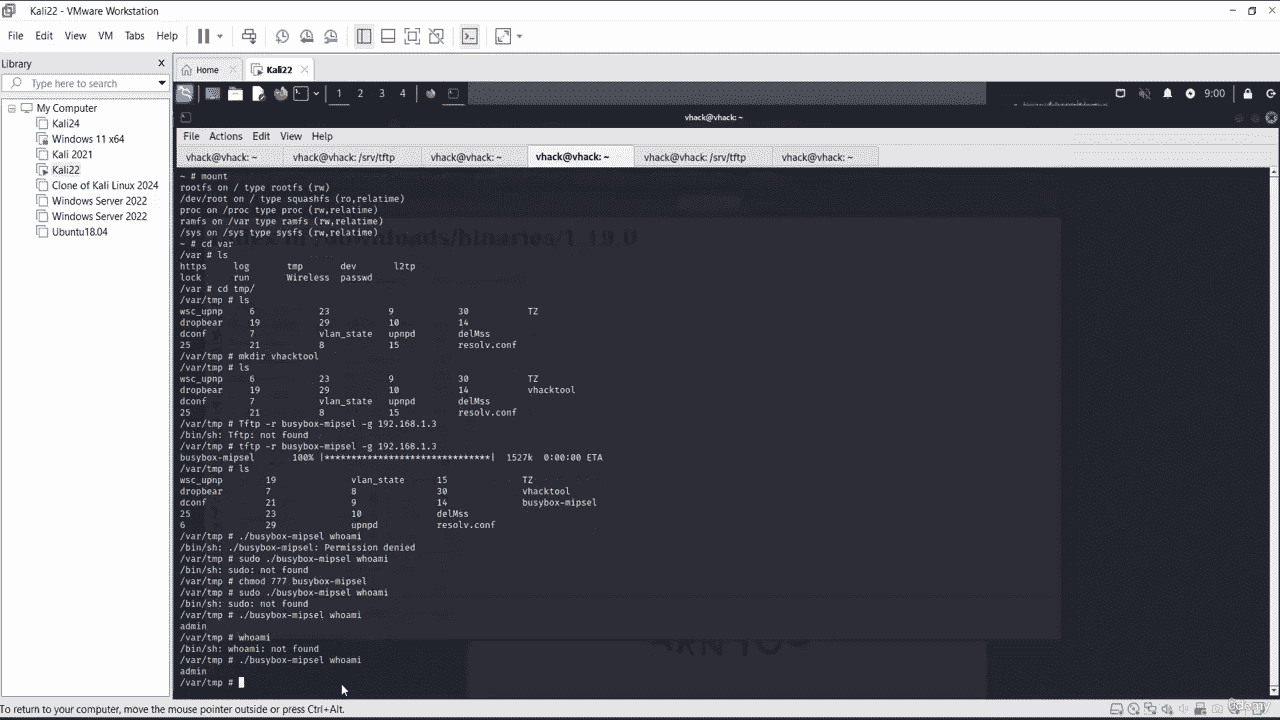 Kali22 - VMware Workstation
File Edit View VM Tabs Help
Library X
Type here to search
Home Kali22
My Computer
Kali24
Windows 11 x64
Kali 2021
Kali22
Clone of Kali Linux 2024
Windows Server 2022
Windows Server 2022
Ubuntu18.04
1 2 3 4 9:00
vhack@vhack: ~
File Actions Edit View Help
vhack@vhack: ~ vhack@vhack: /srv/tftp vhack@vhack: ~ vhack@vhack: ~ vhack@vhack: /srv/tftp vhack@vhack: ~
~ # mount
rootfs on / type rootfs (rw)
/dev/root on / type squashfs (ro,relatime)
proc on /proc type proc (rw,relatime)
ramfs on /var type ramfs (rw,relatime)
/sys on /sys type sysfs (rw,relatime)
~ # cd var
/var # ls
https log tmp dev l2tp
lock run Wireless passwd
/var # cd tmp/
/var/tmp # ls
wsc_upnp 6 23 9 30 TZ
dropbear 19 29 10 14
dconf 7 vlan_state upnpd delMss
25 21 8 15 resolv.conf
/var/tmp # mkdir vhacktool
/var/tmp # ls
wsc_upnp 6 23 9 30 TZ
dropbear 19 29 10 14 vhacktool
dconf 7 vlan_state upnpd delMss
25 21 8 15 resolv.conf
/var/tmp # Tftp -r busybox-mipsel -g 192.168.1.3
/bin/sh: Tftp: not found
/var/tmp # tftp -r busybox-mipsel -g 192.168.1.3
busybox-mipsel 100% |*******************************| 1527k 0:00:00 ETA
/var/tmp # ls
wsc_upnp 19 vlan_state 15 TZ
dropbear 7 8 30 vhacktool
dconf 21 9 14 busybox-mipsel
25 23 10 delMss
6 29 upnpd resolv.conf
/var/tmp # ./busybox-mipsel whoami
/bin/sh: ./busybox-mipsel: Permission denied
/var/tmp # sudo ./busybox-mipsel whoami
/bin/sh: sudo: not found
/var/tmp # chmod 777 busybox-mipsel
/var/tmp # sudo ./busybox-mipsel whoami
/bin/sh: sudo: not found
/var/tmp # ./busybox-mipsel whoami
admin
/var/tmp # whoami
/bin/sh: whoami: not found
/var/tmp # ./busybox-mipsel whoami
admin
/var/tmp #
To return to your computer, move the mouse pointer outside or press Ctrl+Alt.